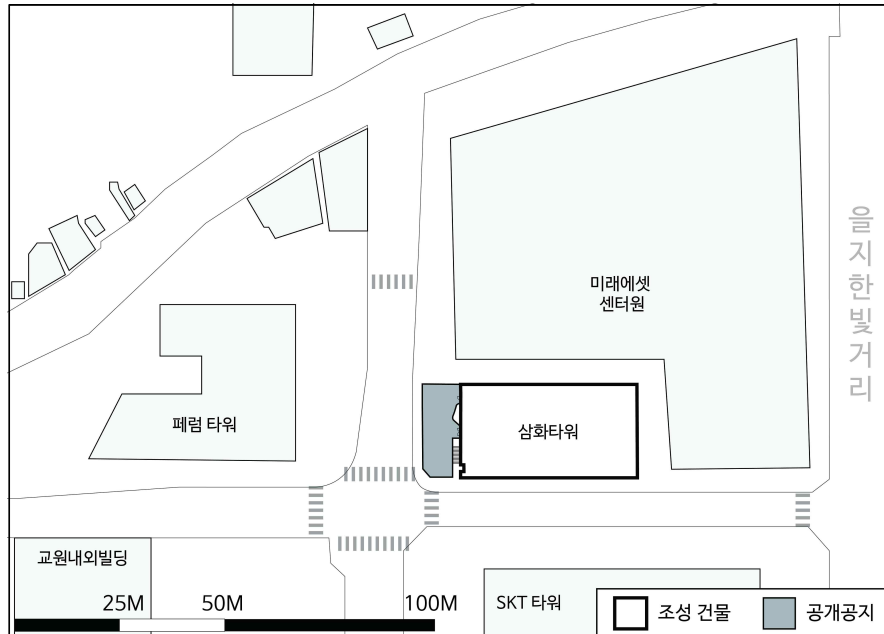 을지한빛거리
미래에셋
센터원
페럼 타워
삼화타워
교원내외빌딩
25M
50M
100M
SKT 타워
조성 건물
공개공지